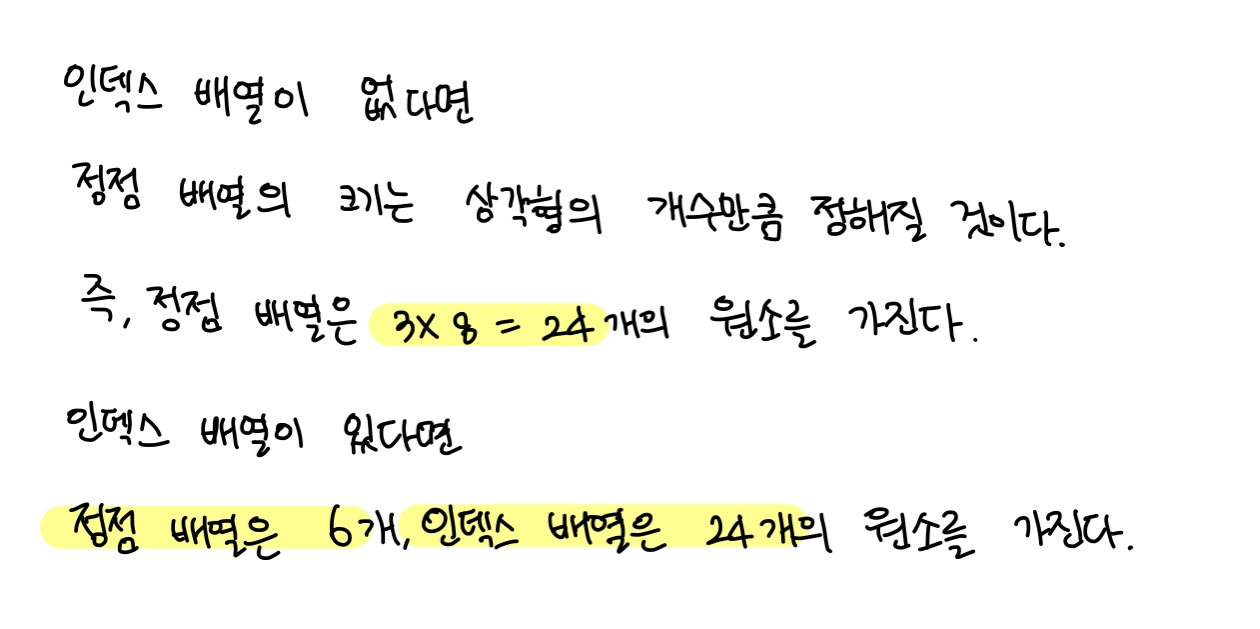 인덱스 배열이 없다면
정점 배열의 크기는 삼각형의 개수만큼 정해질 것이다.
즉, 정점 배열은 3x8 = 24개의 원소를 가진다.
인덱스 배열이 있다면
정점 배열은 6개, 인덱스 배열은 24개의 원소를 가진다.